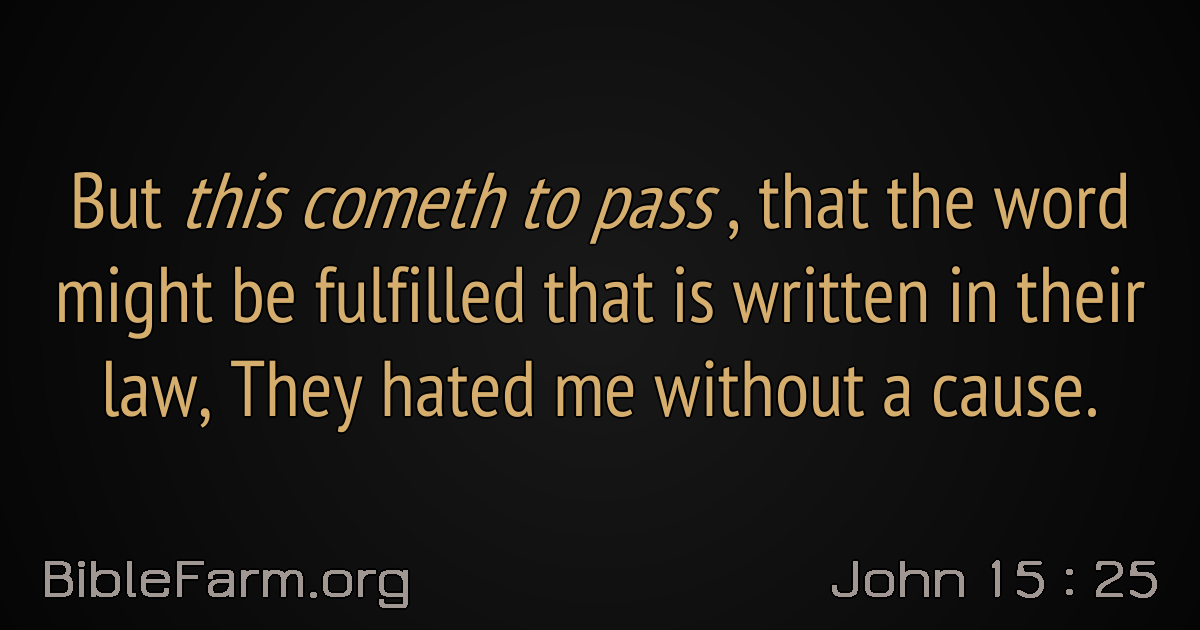 But this cometh to pass , that the word
might be fulfilled that is written in their
law, They hated me without a cause.
BibleFarm.org
John 15 : 25